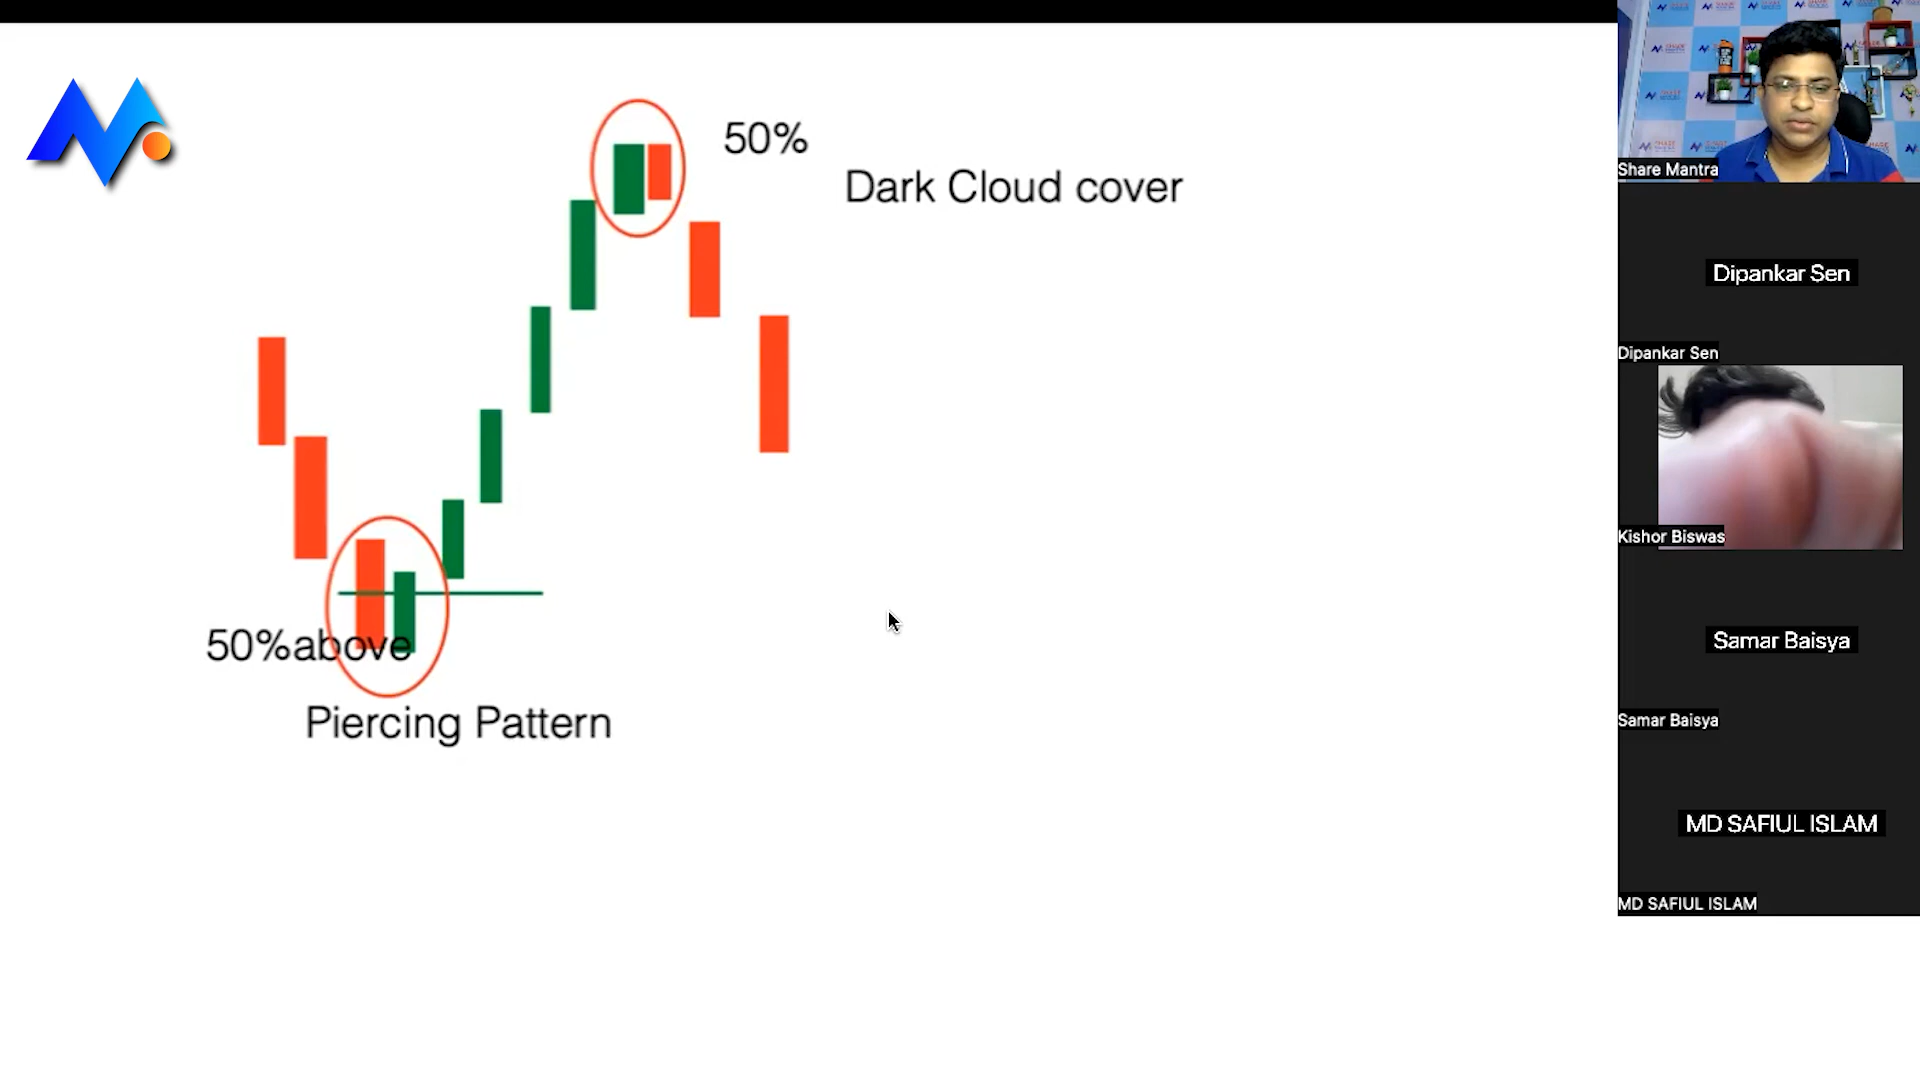 50%
Dark Cloud cover
50%above
Piercing Pattern
Share Mantra
Dipankar Sen
Dipankar Sen
Kishor Biswas
Samar Baisya
Samar Baisya
MD SAFIUL ISLAM
MD SAFIUL ISLAM